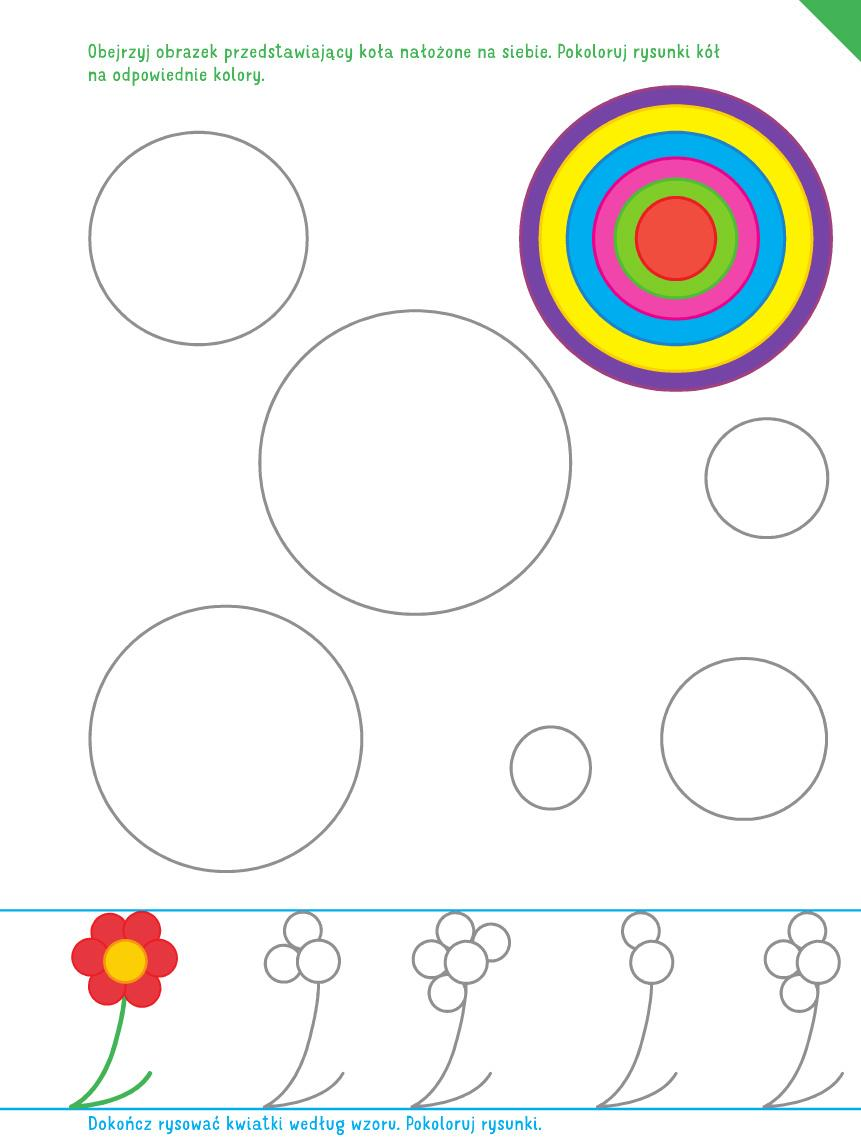 Obejrzyj obrazek przedstawiający koła nałożone na siebie. Pokoloruj rysunki kół
na odpowiednie kolory.
Dokończ rysować kwiatki według wzoru. Pokoloruj rysunki.